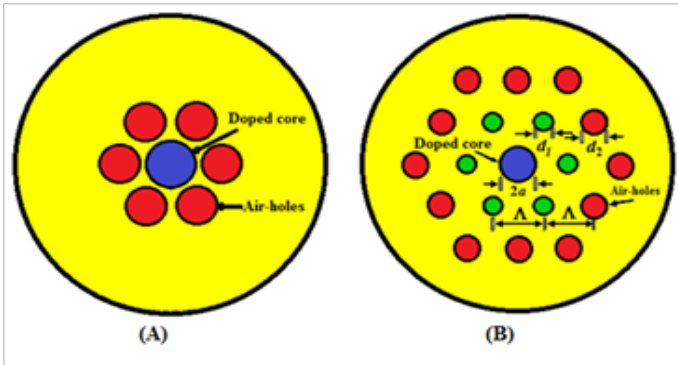 Doped core
Air-holes
(A)
Doped core
d1
d2
2a
Λ Λ
Air-holes
(B)